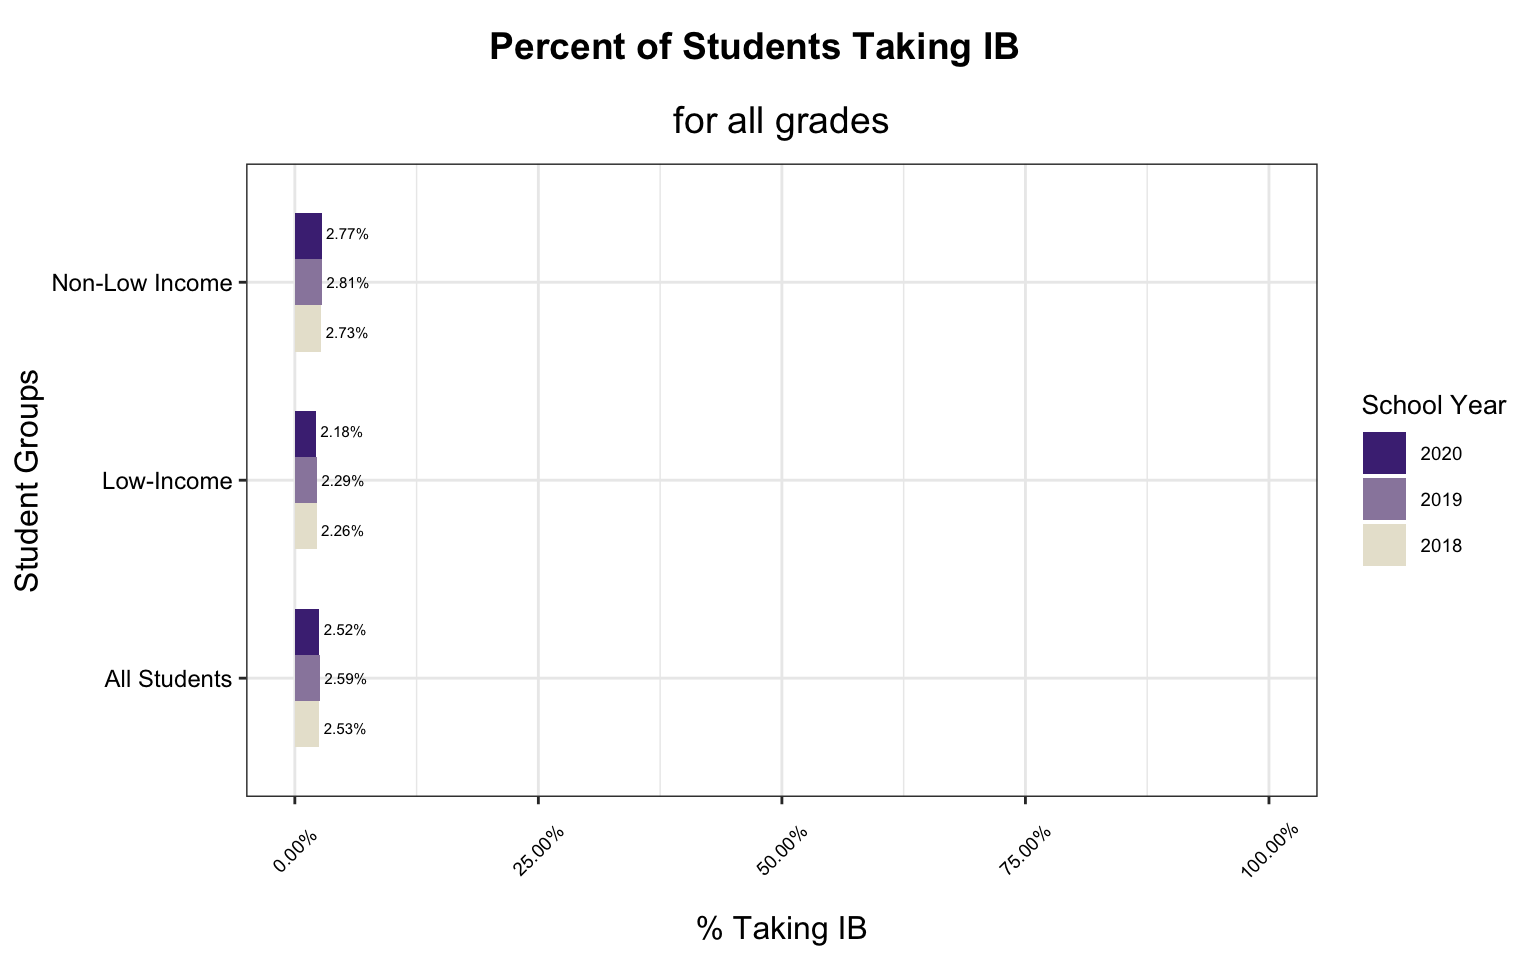 Percent of Students Taking IB
for all grades
Student Groups
Non-Low Income
2.77%
2.81%
2.73%
Low-Income
2.18%
2.29%
2.26%
All Students
2.52%
2.59%
2.53%
0.00%
25.00%
50.00%
75.00%
100.00%
% Taking IB
School Year
2020
2019
2018